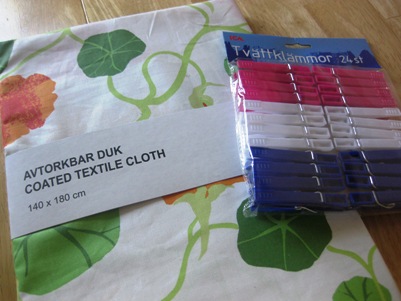 Tvättklämmor 24 st
AVTORKBAR DUK
COATED TEXTILE CLOTH
140 x 180 cm